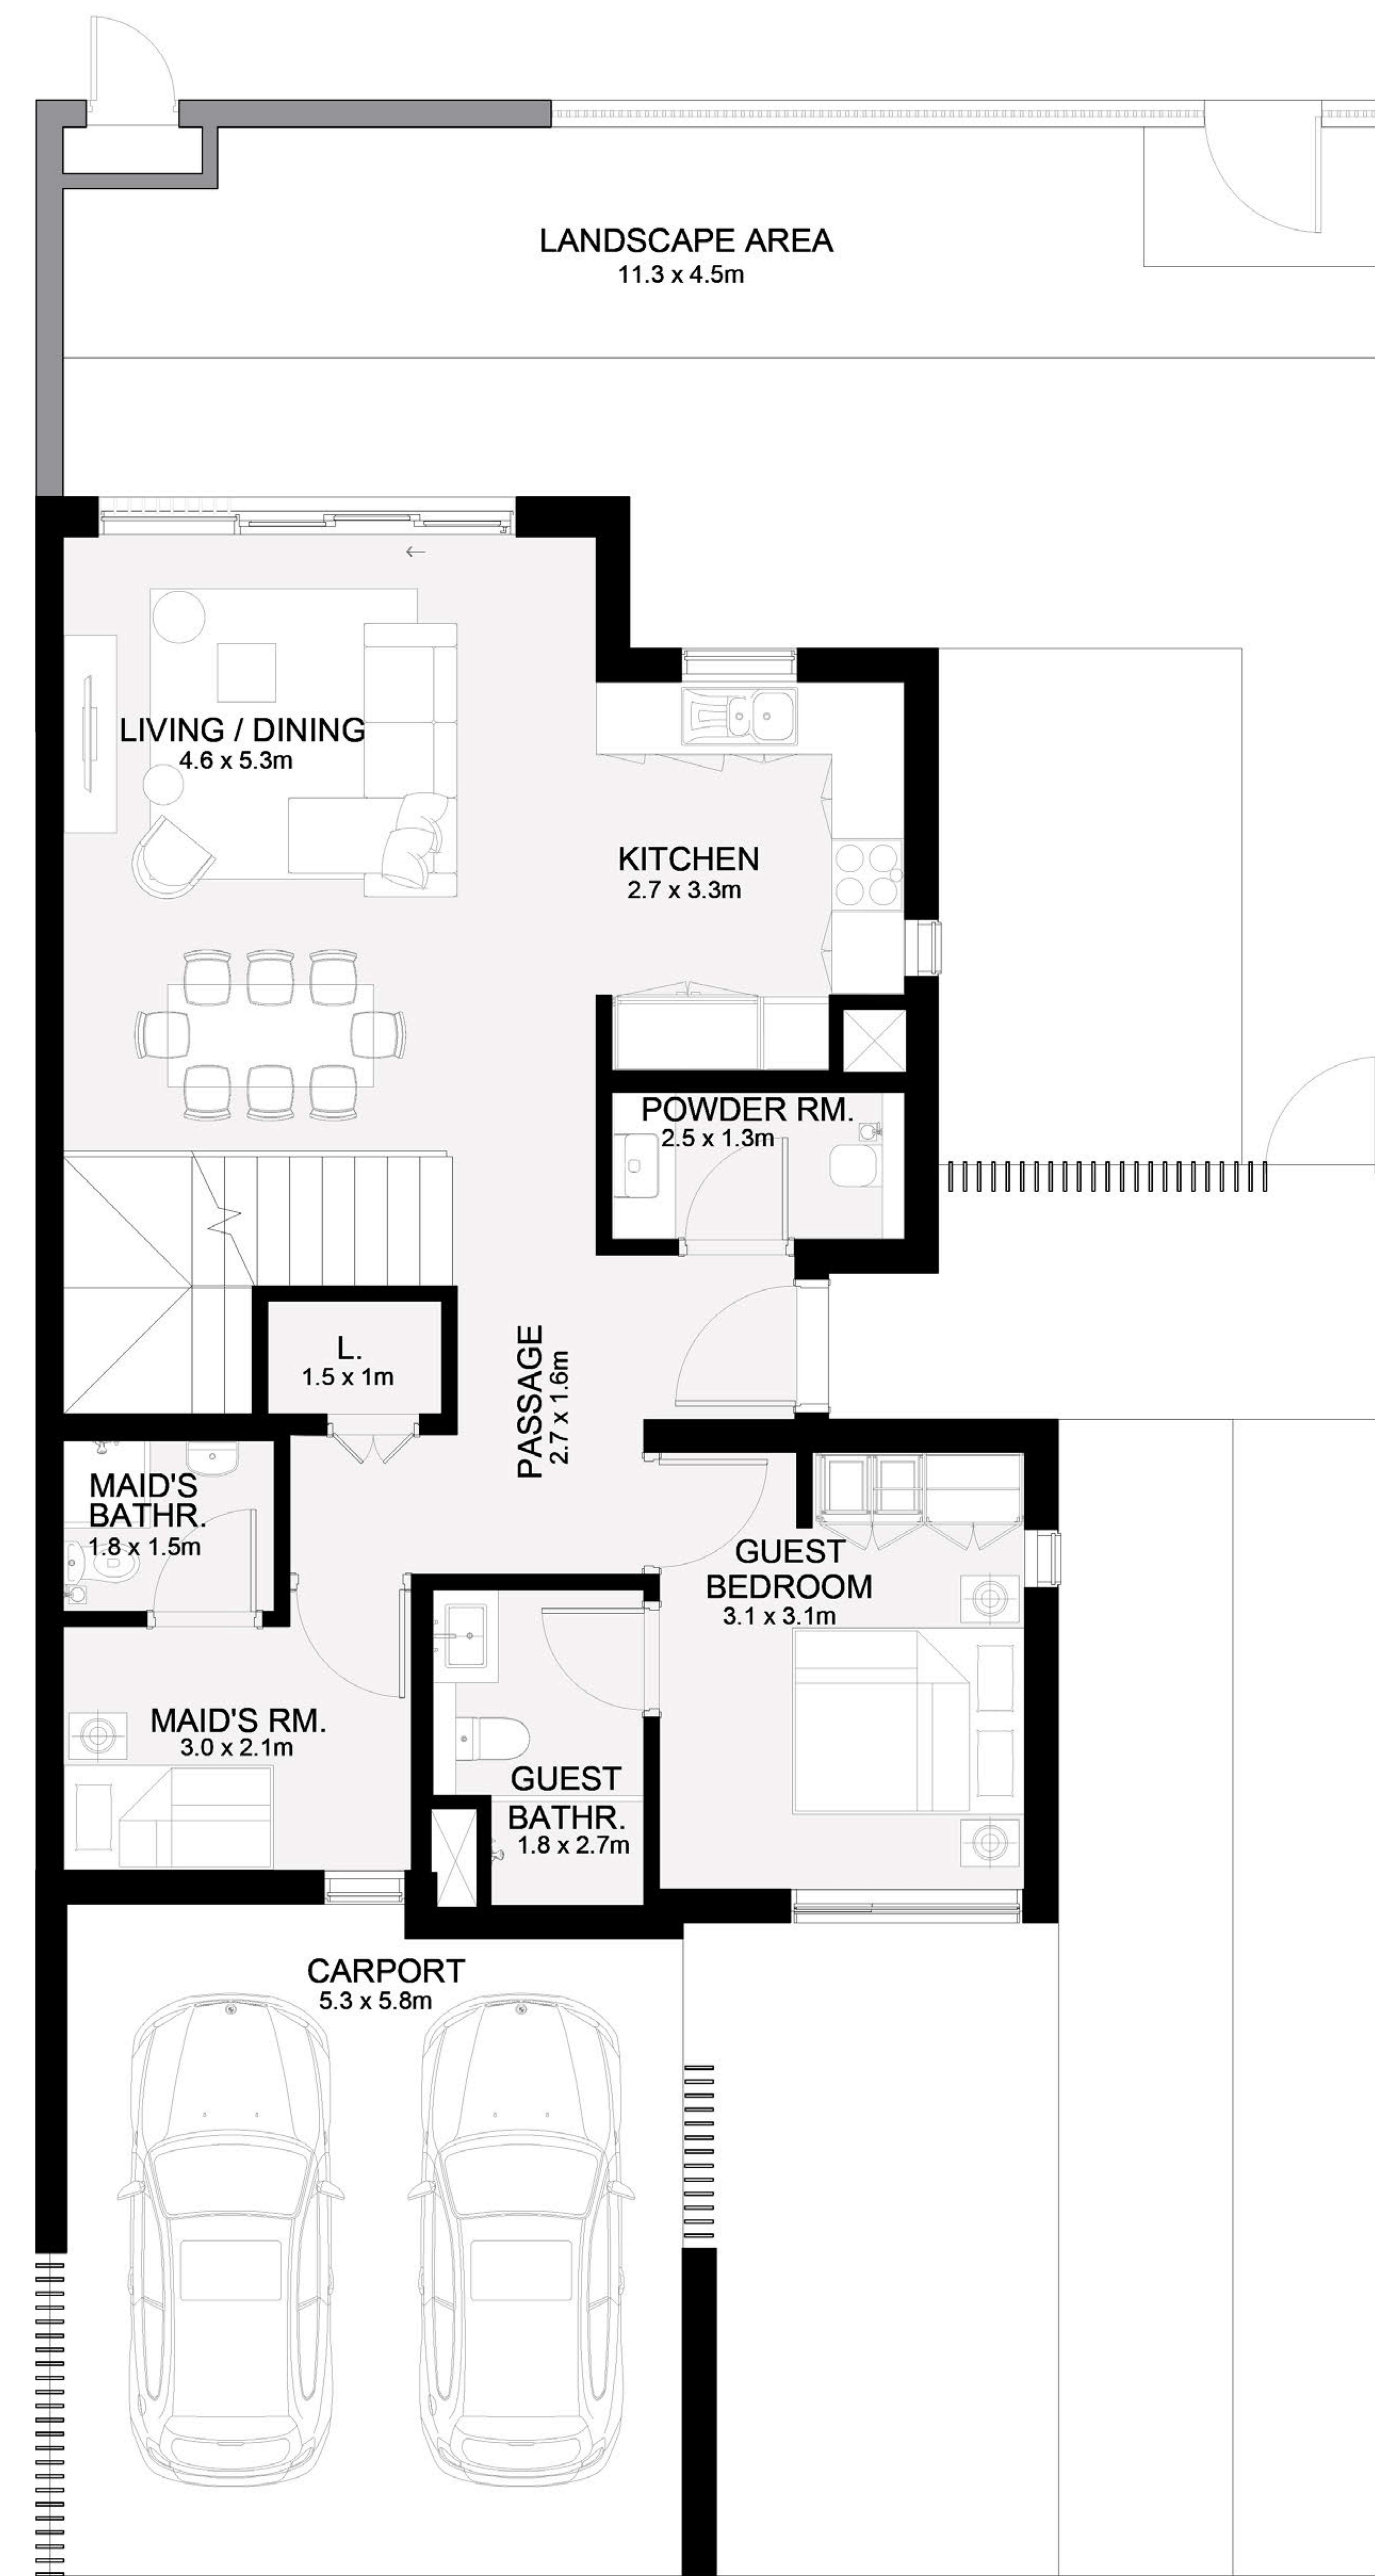 LANDSCAPE AREA
11.3 x 4.5m
LIVING / DINING
4.6 x 5.3m
KITCHEN
2.7 x 3.3m
POWDER RM.
2.5 x 1.3m
L.
1.5 x 1m
PASSAGE
2.7 x 1.6m
MAID'S
BATHR.
1.8 x 1.5m
GUEST
BEDROOM
3.1 x 3.1m
MAID'S RM.
3.0 x 2.1m
GUEST
BATHR.
1.8 x 2.7m
CARPORT
5.3 x 5.8m